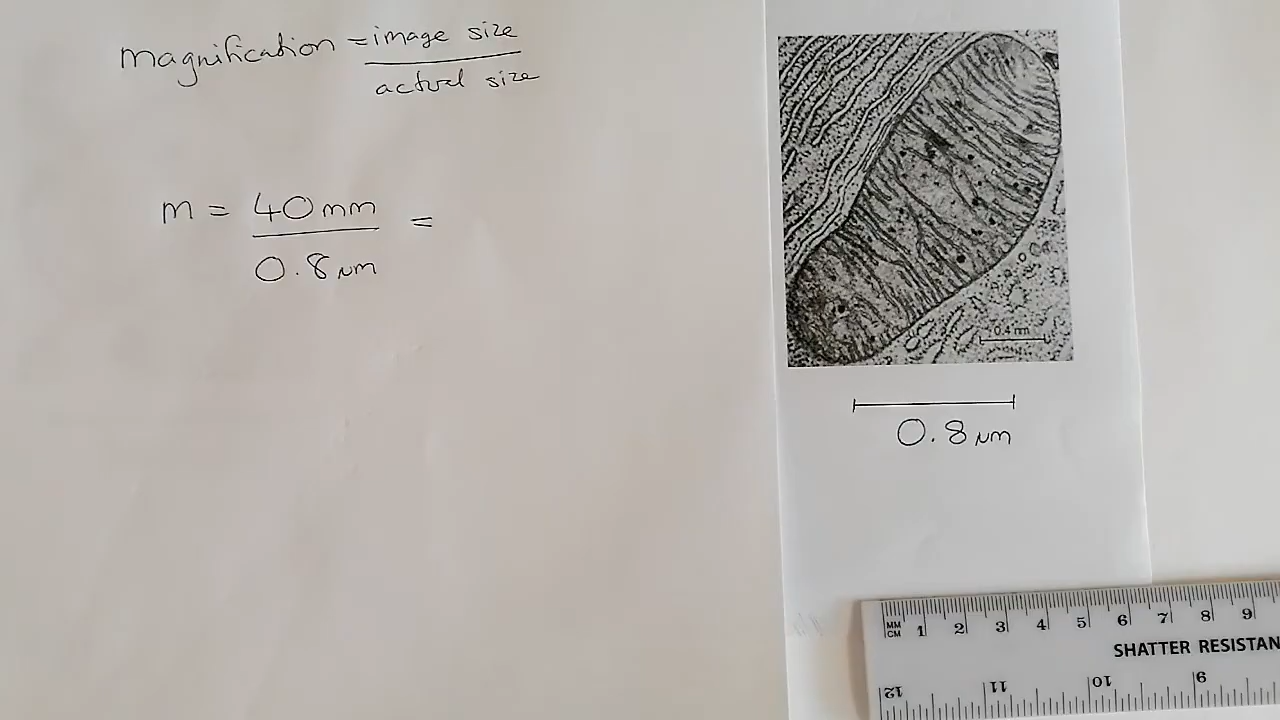 magnification = image size
actual size
m = 40mm =
0.8 µm
0.4 nm
0.8 µm
MM
CM
1 2 3 4 5 6 7 8 9
SHATTER RESISTAN
12 11 10 9